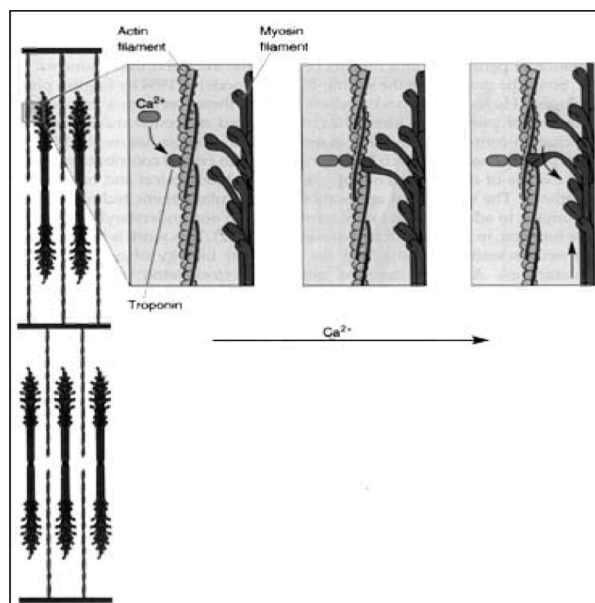 Actin
filament
Myosin
filament
Ca²⁺
Troponin
Ca²⁺